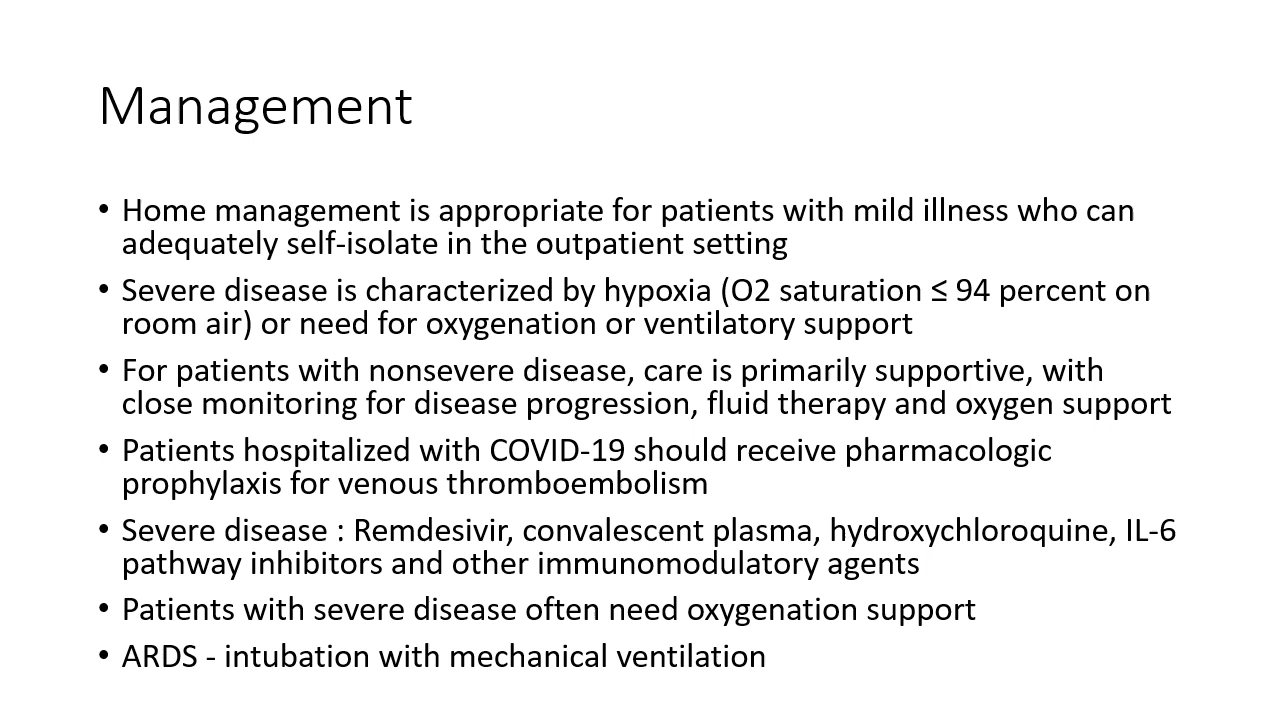 Management
• Home management is appropriate for patients with mild illness who can
adequately self-isolate in the outpatient setting
• Severe disease is characterized by hypoxia (O2 saturation ≤ 94 percent on
room air) or need for oxygenation or ventilatory support
• For patients with nonsevere disease, care is primarily supportive, with
close monitoring for disease progression, fluid therapy and oxygen support
• Patients hospitalized with COVID-19 should receive pharmacologic
prophylaxis for venous thromboembolism
• Severe disease : Remdesivir, convalescent plasma, hydroxychloroquine, IL-6
pathway inhibitors and other immunomodulatory agents
• Patients with severe disease often need oxygenation support
• ARDS - intubation with mechanical ventilation